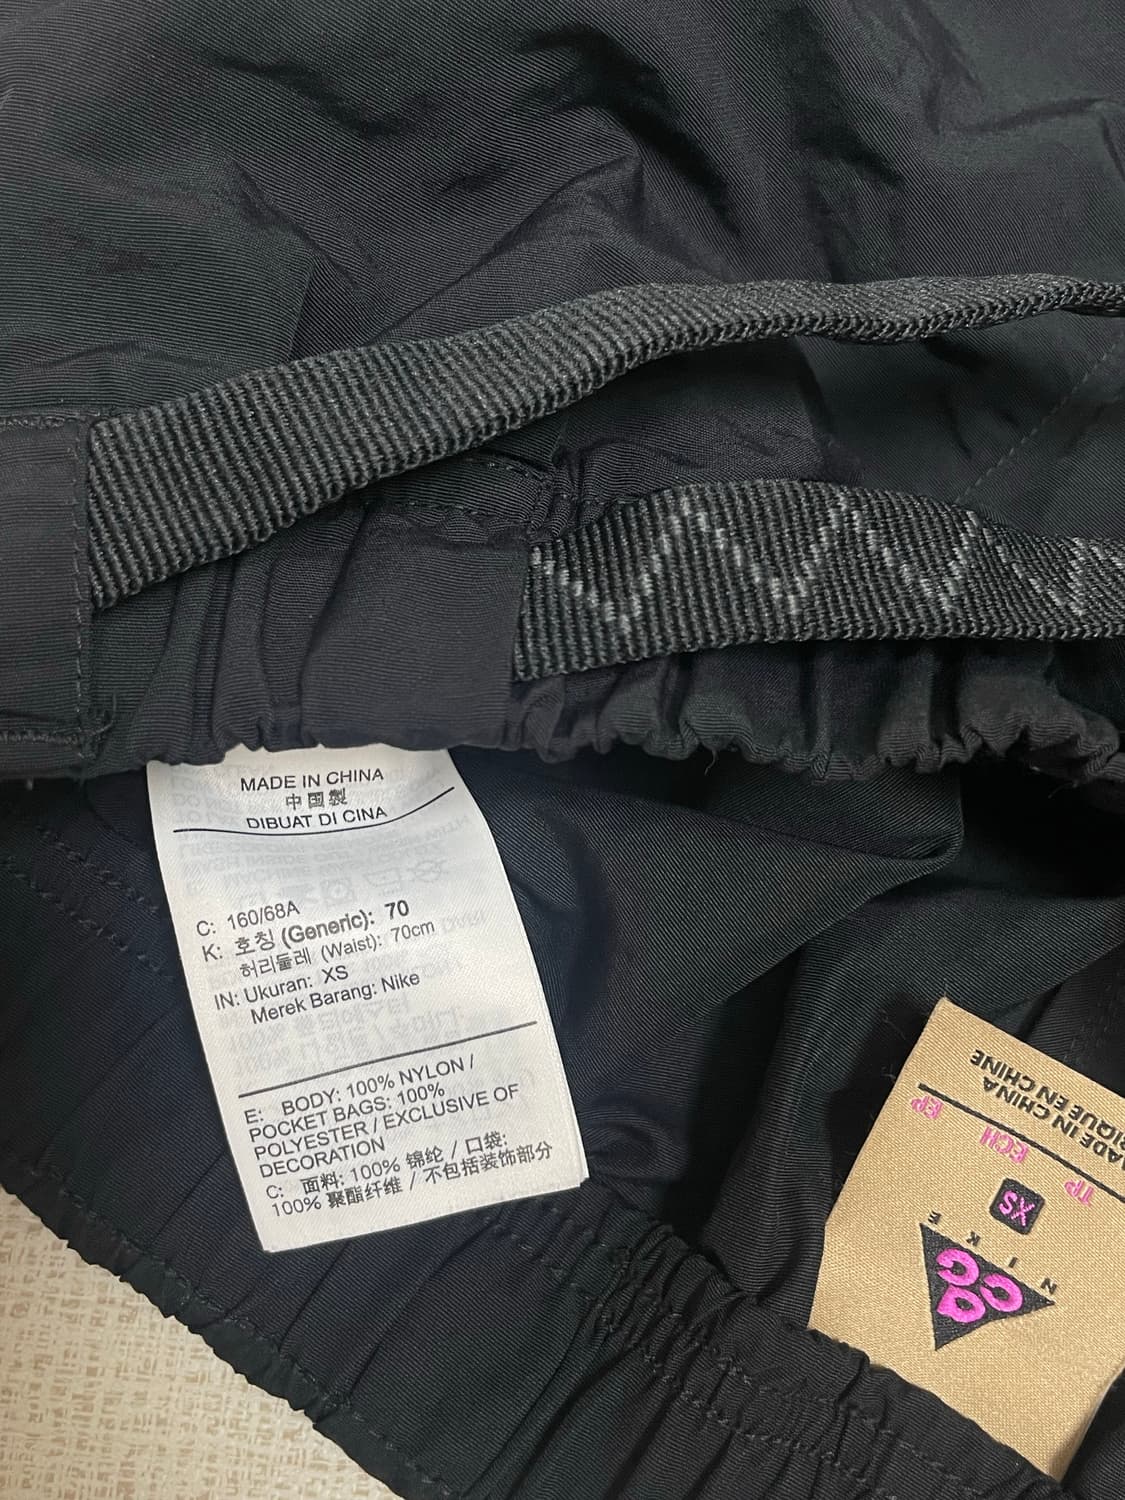 MADE IN CHINA
中国製
DIBUAT DI CINA
C: 160/68A
K: 호칭 (Generic): 70
허리둘레 (Waist): 70cm
IN: Ukuran: XS
Merek Barang: Nike
E: BODY: 100% NYLON /
POCKET BAGS: 100%
POLYESTER / EXCLUSIVE OF
DECORATION
C: 面料: 100% 锦纶 / 口袋:
100% 聚酯纤维 / 不包括装饰部分
NIKE
ACG
XS
TP ECH EP
MADE IN CHINA
EN CHINE